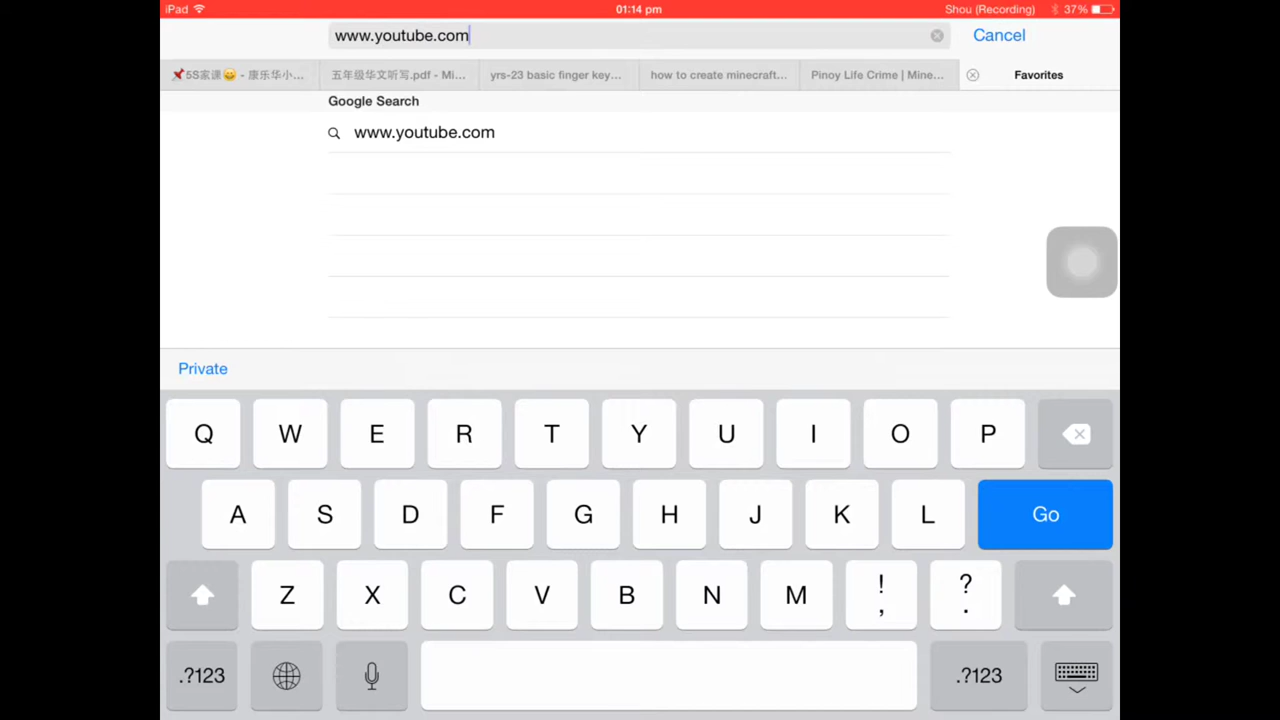 iPad 01:14 pm Shou (Recording) 37%
www.youtube.com Cancel
📌5S家课😀 - 康乐华小... 五年级华文听写.pdf - Mi... yrs-23 basic finger key... how to create minecraft... Pinoy Life Crime | Mine... Favorites
Google Search
www.youtube.com
Private
Q W E R T Y U I O P
A S D F G H J K L Go
Z X C V B N M ! , ? .
.?123 .?123